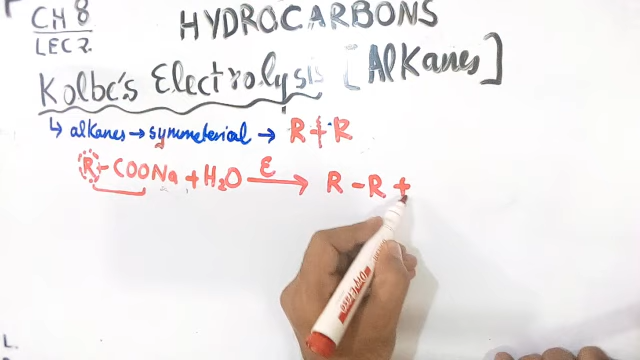 CH 8
LEC 2.
HYDROCARBONS
Kolbe's Electrolysis [Alkanes]
↳ alkanes → symmeterial → R + R
R-COONa + H₂O → R-R +
L.